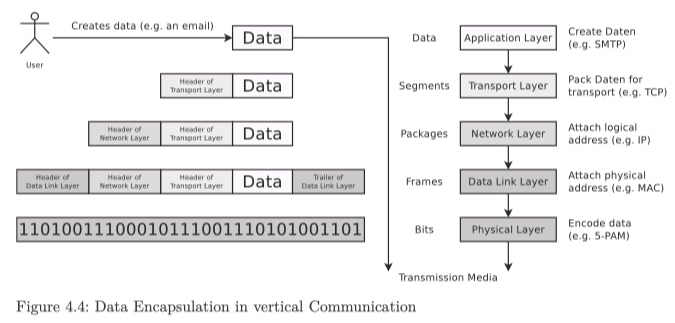 Creates data (e.g. an email)
User
Data
Data
Application Layer
Create Daten
(e.g. SMTP)
Header of
Transport Layer
Data
Segments
Transport Layer
Pack Daten for
transport (e.g. TCP)
Header of
Network Layer
Header of
Transport Layer
Data
Packages
Network Layer
Attach logical
address (e.g. IP)
Header of
Data Link Layer
Header of
Network Layer
Header of
Transport Layer
Data
Trailer of
Data Link Layer
Frames
Data Link Layer
Attach physical
address (e.g. MAC)
11010011100010111001110101001101
Bits
Physical Layer
Encode data
(e.g. 5-PAM)
Transmission Media
Figure 4.4: Data Encapsulation in vertical Communication